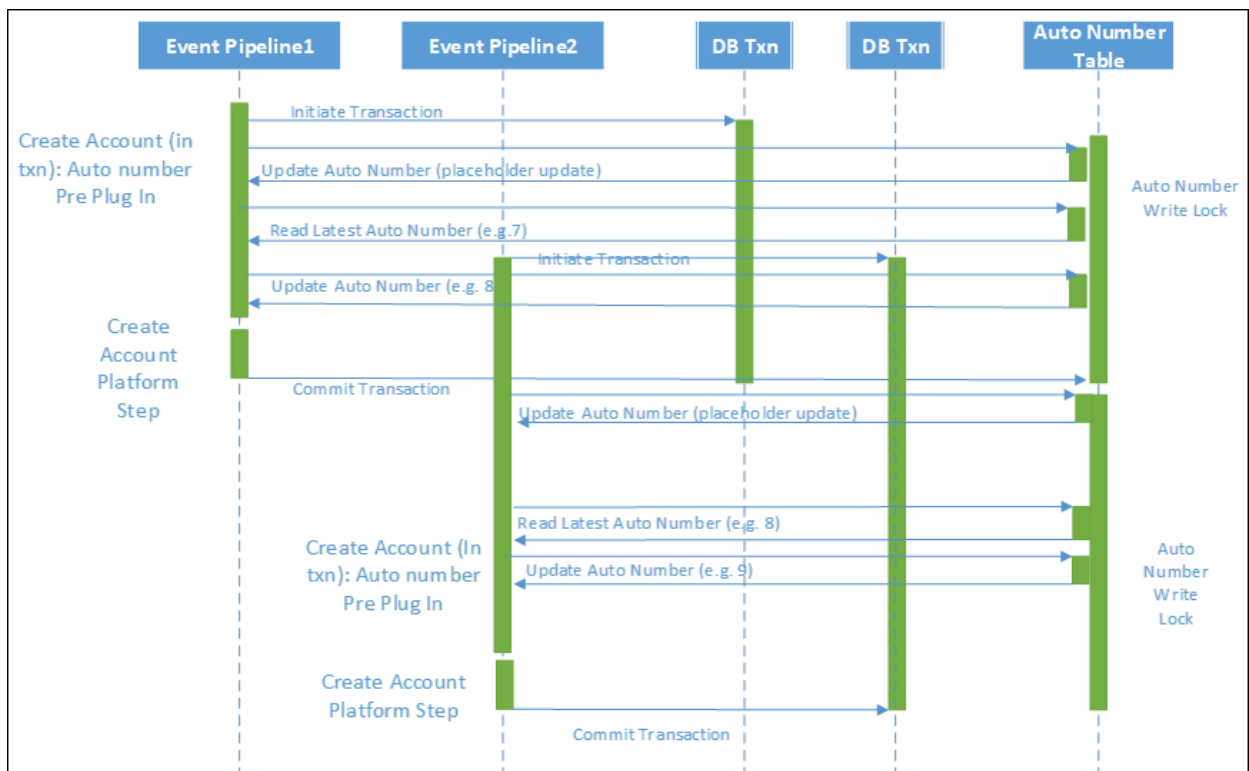 Event Pipeline1
Event Pipeline2
DB Txn
DB Txn
Auto Number
Table
Initiate Transaction
Create Account (in
txn): Auto number
Pre Plug In
Update Auto Number (placeholder update)
Auto Number
Write Lock
Read Latest Auto Number (e.g.7)
Initiate Transaction
Update Auto Number (e.g. 8
Create
Account
Platform
Step
Commit Transaction
Update Auto Number (placeholder update)
Read Latest Auto Number (e.g. 8)
Create Account (In
txn): Auto number
Pre Plug In
Update Auto Number (e.g. 9)
Auto
Number
Write
Lock
Create Account
Platform Step
Commit Transaction